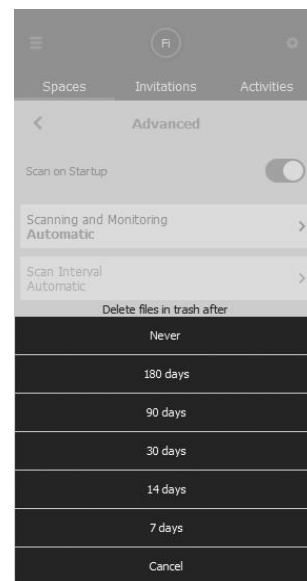 Fi
Spaces Invitations Activities
Advanced
Scan on Startup
Scanning and Monitoring
Automatic
Scan Interval
Automatic
Delete files in trash after
Never
180 days
90 days
30 days
14 days
7 days
Cancel